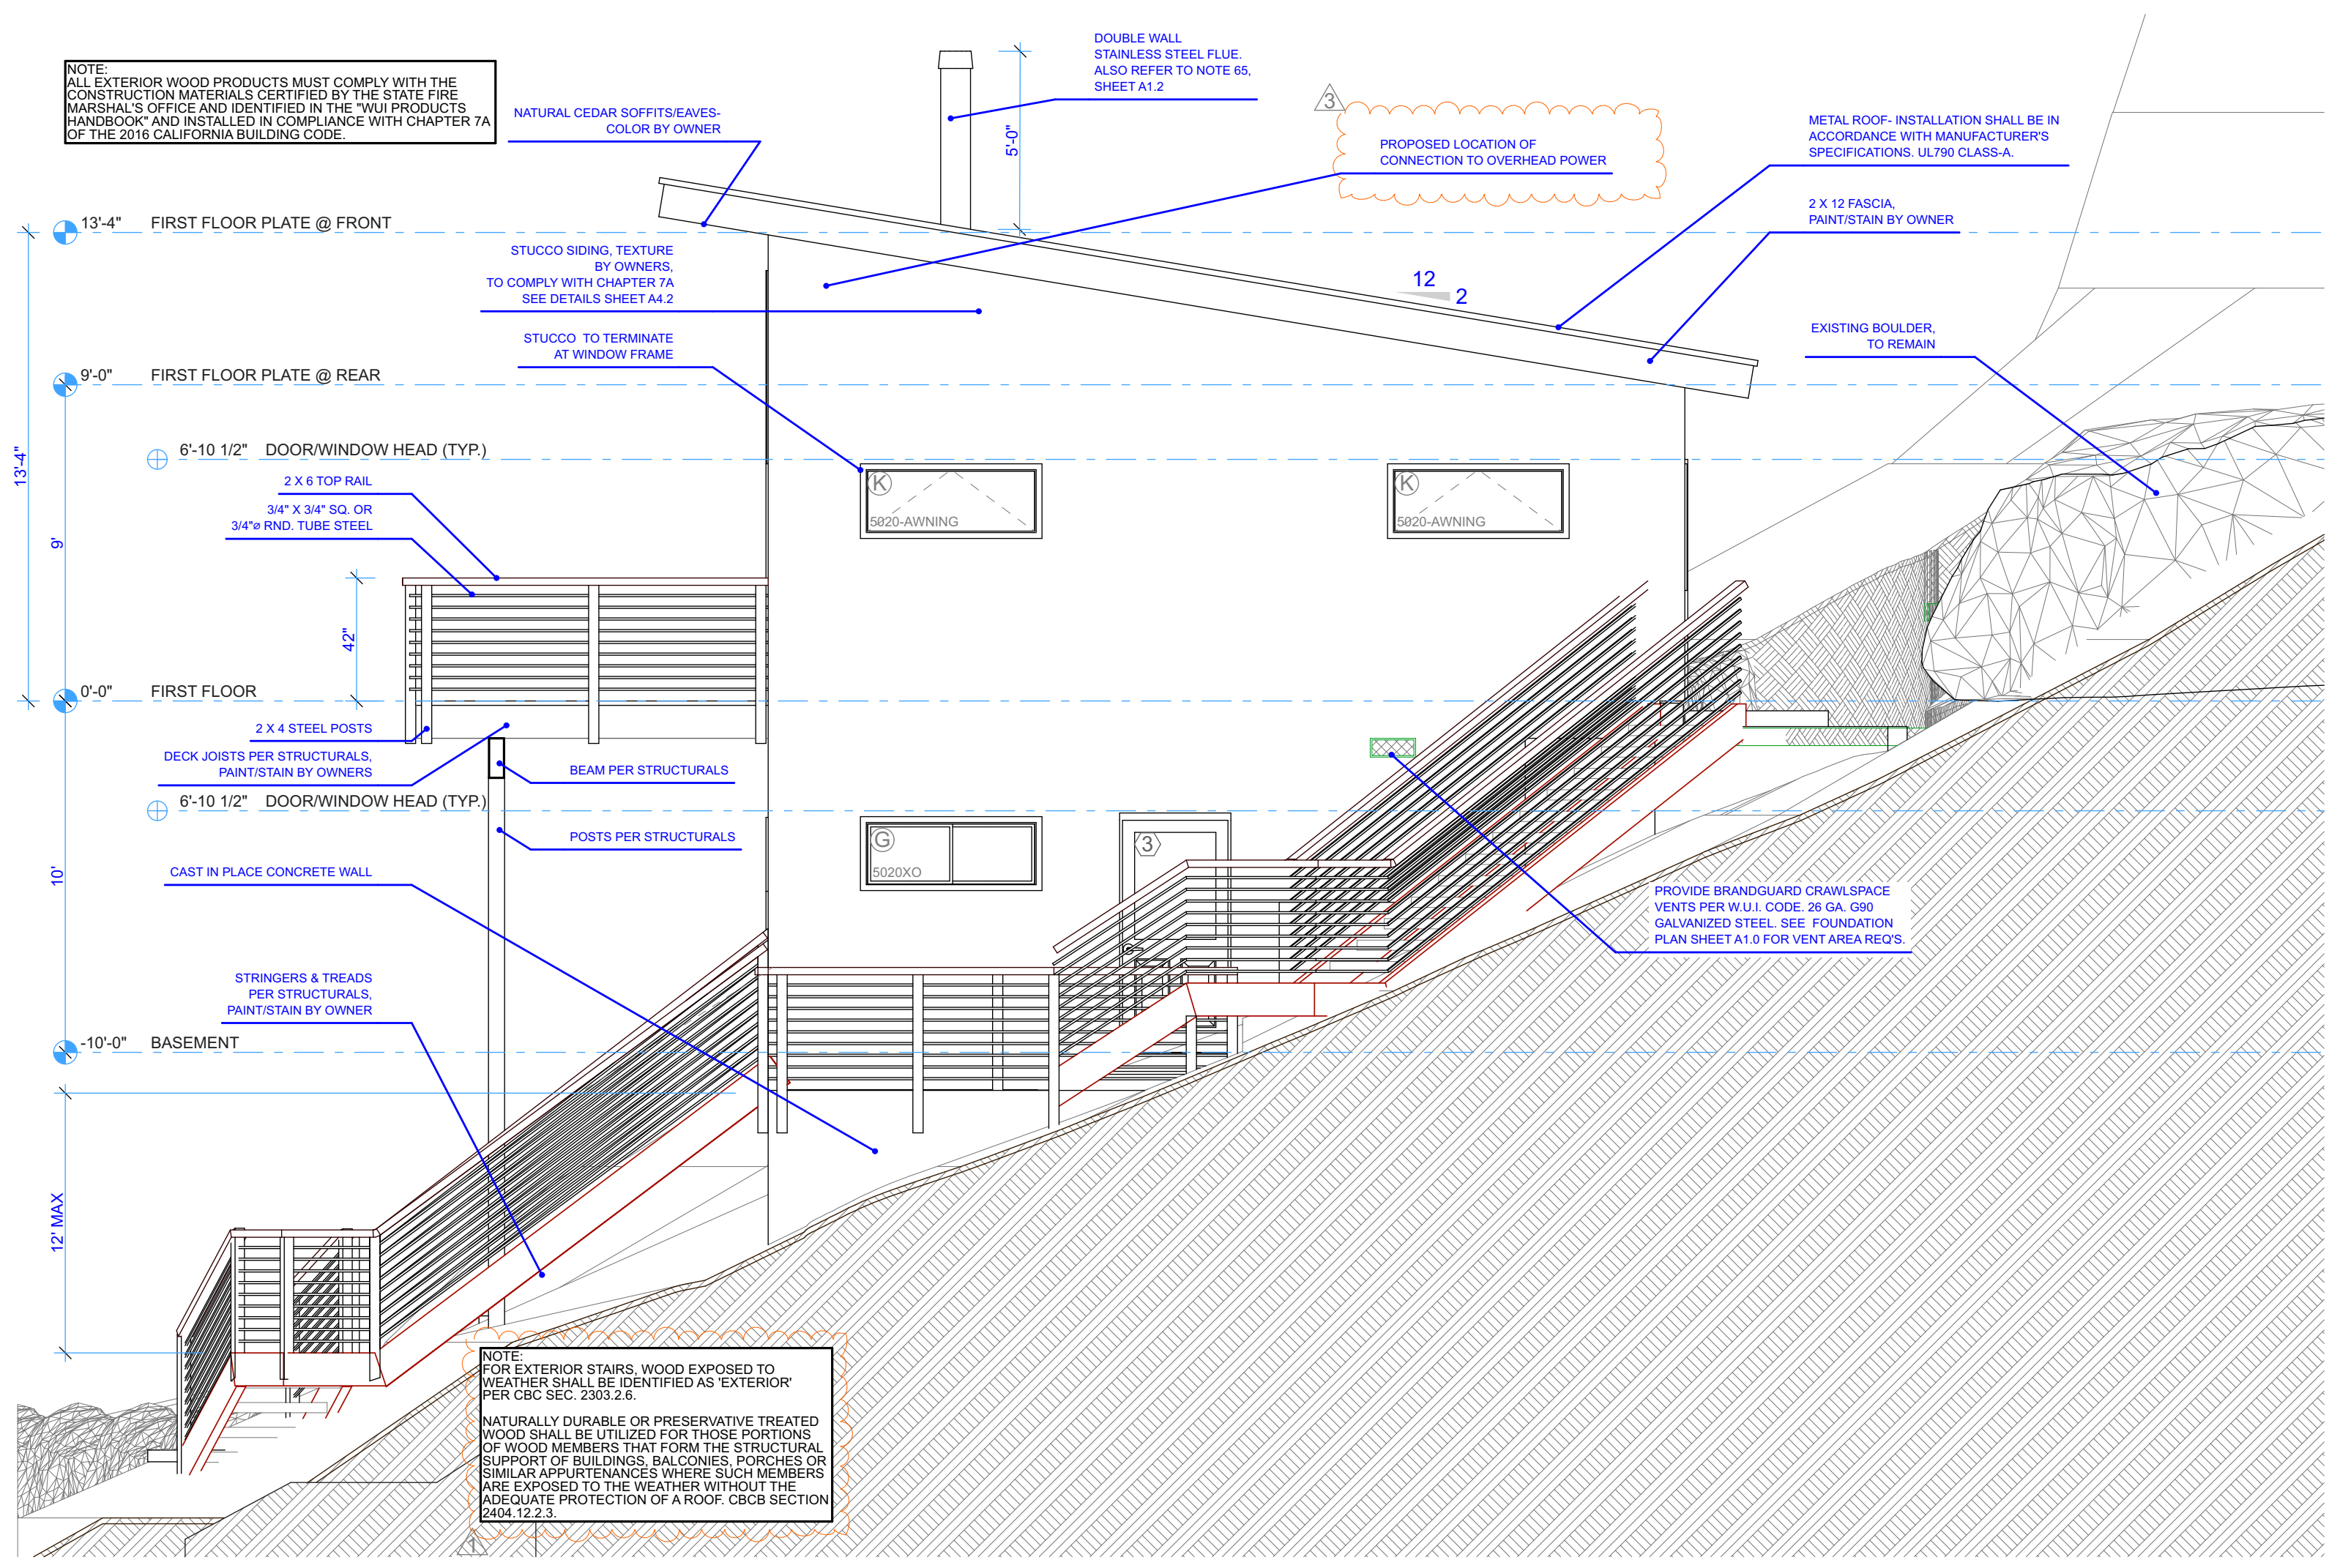 NOTE:
ALL EXTERIOR WOOD PRODUCTS MUST COMPLY WITH THE
CONSTRUCTION MATERIALS CERTIFIED BY THE STATE FIRE
MARSHAL'S OFFICE AND IDENTIFIED IN THE "WUI PRODUCTS
HANDBOOK" AND INSTALLED IN COMPLIANCE WITH CHAPTER 7A
OF THE 2016 CALIFORNIA BUILDING CODE.
NATURAL CEDAR SOFFITS/EAVES-
COLOR BY OWNER
DOUBLE WALL
STAINLESS STEEL FLUE.
ALSO REFER TO NOTE 65,
SHEET A1.2
5'-0"
3
PROPOSED LOCATION OF
CONNECTION TO OVERHEAD POWER
METAL ROOF- INSTALLATION SHALL BE IN
ACCORDANCE WITH MANUFACTURER'S
SPECIFICATIONS. UL790 CLASS-A.
2 X 12 FASCIA,
PAINT/STAIN BY OWNER
13'-4" FIRST FLOOR PLATE @ FRONT
STUCCO SIDING, TEXTURE
BY OWNERS,
TO COMPLY WITH CHAPTER 7A
SEE DETAILS SHEET A4.2
12
2
STUCCO TO TERMINATE
AT WINDOW FRAME
EXISTING BOULDER,
TO REMAIN
9'-0" FIRST FLOOR PLATE @ REAR
6'-10 1/2" DOOR/WINDOW HEAD (TYP.)
13'-4"
2 X 6 TOP RAIL
3/4" X 3/4" SQ. OR
3/4"ø RND. TUBE STEEL
K
5020-AWNING
K
5020-AWNING
9'
42"
0'-0" FIRST FLOOR
2 X 4 STEEL POSTS
DECK JOISTS PER STRUCTURALS,
PAINT/STAIN BY OWNERS
BEAM PER STRUCTURALS
6'-10 1/2" DOOR/WINDOW HEAD (TYP.)
POSTS PER STRUCTURALS
G
5020XO
3
CAST IN PLACE CONCRETE WALL
10'
PROVIDE BRANDGUARD CRAWLSPACE
VENTS PER W.U.I. CODE. 26 GA. G90
GALVANIZED STEEL. SEE FOUNDATION
PLAN SHEET A1.0 FOR VENT AREA REQ'S.
STRINGERS & TREADS
PER STRUCTURALS,
PAINT/STAIN BY OWNER
-10'-0" BASEMENT
12' MAX
NOTE:
FOR EXTERIOR STAIRS, WOOD EXPOSED TO
WEATHER SHALL BE IDENTIFIED AS 'EXTERIOR'
PER CBC SEC. 2303.2.6.
NATURALLY DURABLE OR PRESERVATIVE TREATED
WOOD SHALL BE UTILIZED FOR THOSE PORTIONS
OF WOOD MEMBERS THAT FORM THE STRUCTURAL
SUPPORT OF BUILDINGS, BALCONIES, PORCHES OR
SIMILAR APPURTENANCES WHERE SUCH MEMBERS
ARE EXPOSED TO THE WEATHER WITHOUT THE
ADEQUATE PROTECTION OF A ROOF. CBCB SECTION
2404.12.2.3.
1